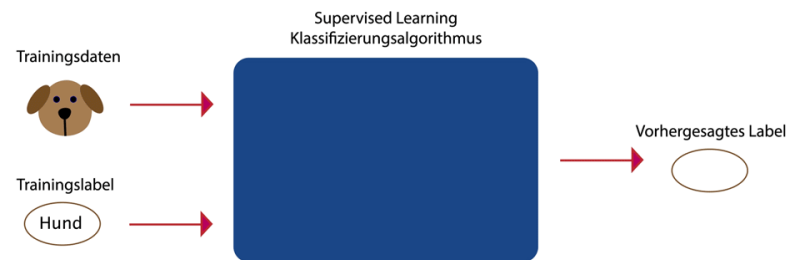 Supervised Learning
Klassifizierungsalgorithmus
Trainingsdaten
Trainingslabel
Hund
Vorhergesagtes Label